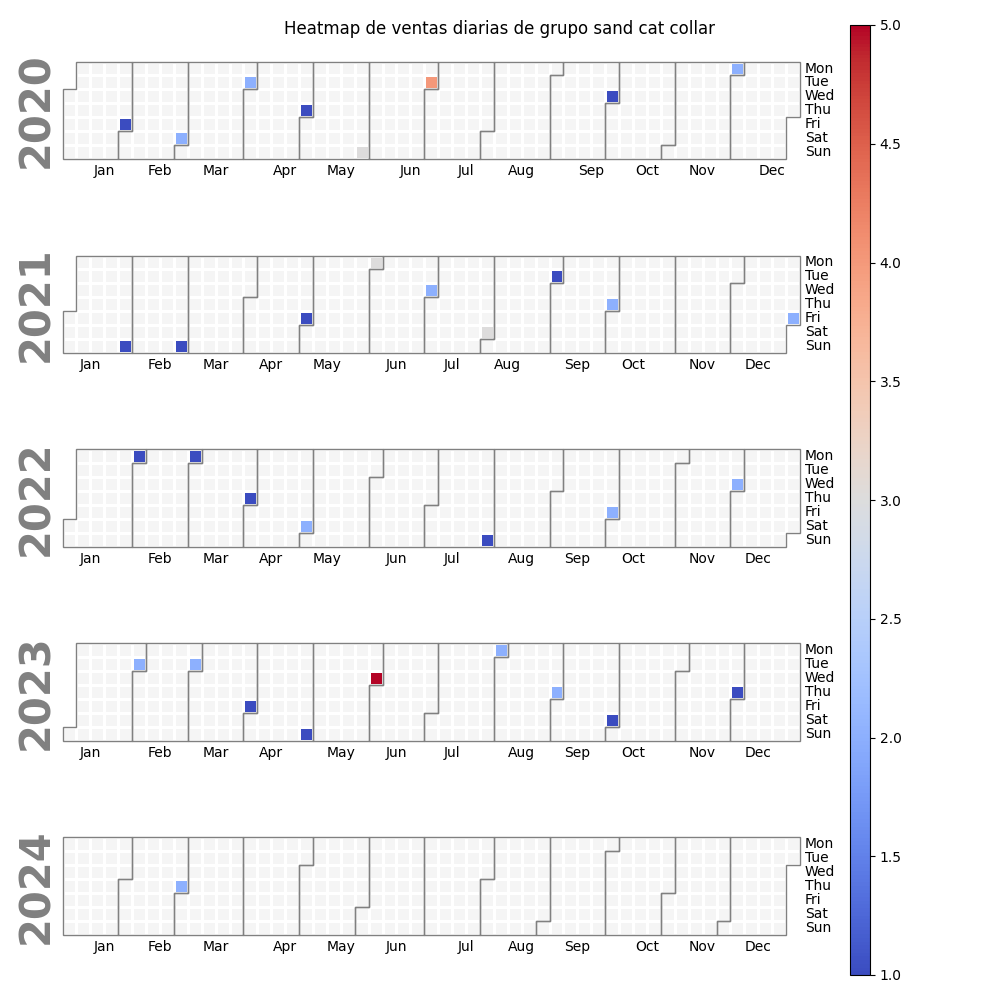 Heatmap de ventas diarias de grupo sand cat collar
2020
Mon
Tue
Wed
Thu
Fri
Sat
Sun
Jan Feb Mar Apr May Jun Jul Aug Sep Oct Nov Dec
2021
Mon
Tue
Wed
Thu
Fri
Sat
Sun
Jan Feb Mar Apr May Jun Jul Aug Sep Oct Nov Dec
2022
Mon
Tue
Wed
Thu
Fri
Sat
Sun
Jan Feb Mar Apr May Jun Jul Aug Sep Oct Nov Dec
2023
Mon
Tue
Wed
Thu
Fri
Sat
Sun
Jan Feb Mar Apr May Jun Jul Aug Sep Oct Nov Dec
2024
Mon
Tue
Wed
Thu
Fri
Sat
Sun
Jan Feb Mar Apr May Jun Jul Aug Sep Oct Nov Dec
5.0
4.5
4.0
3.5
3.0
2.5
2.0
1.5
1.0